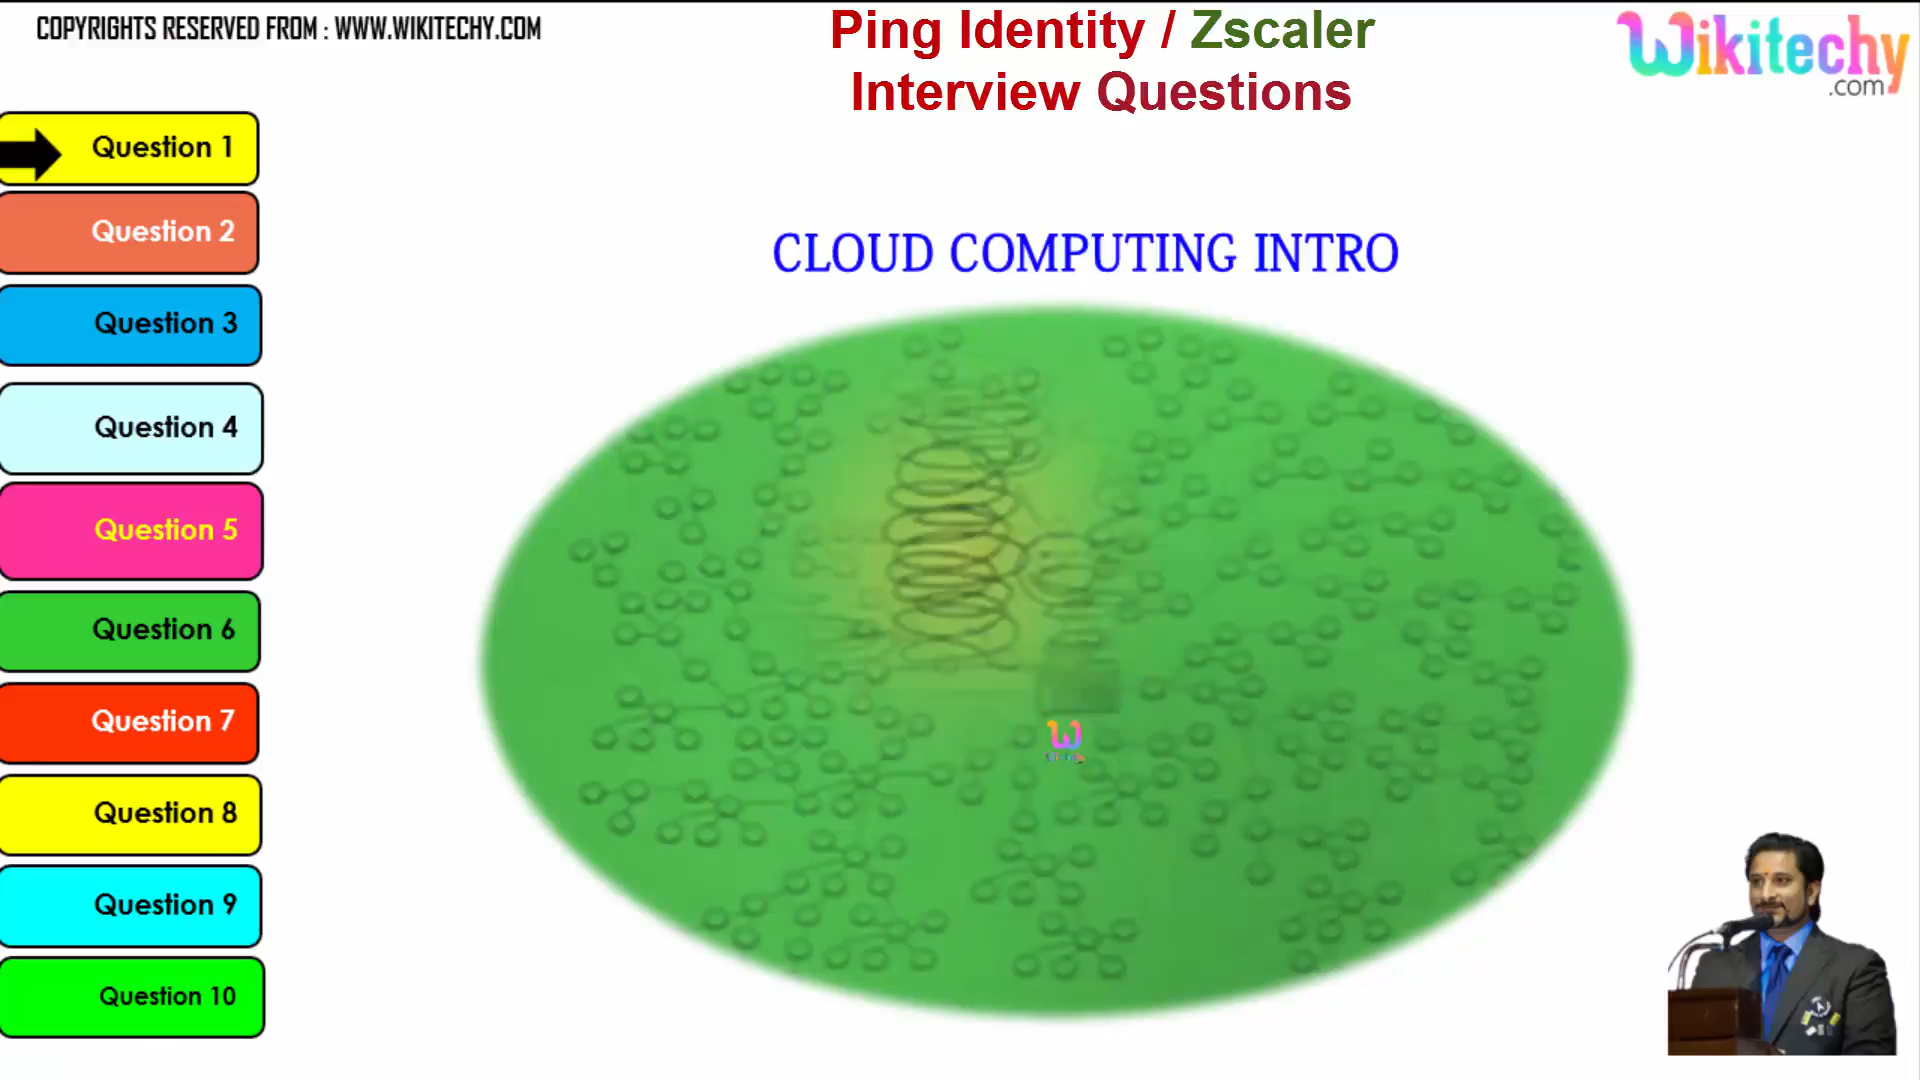 COPYRIGHTS RESERVED FROM : WWW.WIKITECHY.COM
Ping Identity / Zscaler
Interview Questions
Wikitechy
.com
Question 1
Question 2
Question 3
Question 4
Question 5
Question 6
Question 7
Question 8
Question 9
Question 10
CLOUD COMPUTING INTRO
W